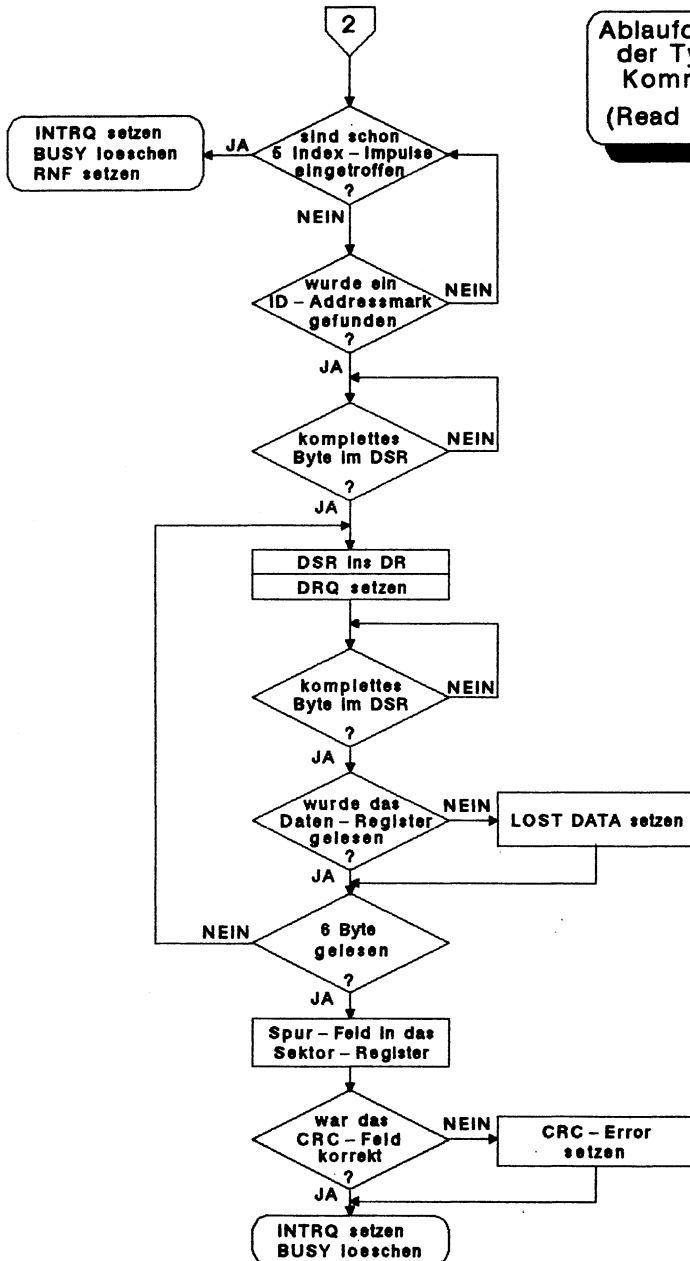 2
Ablaufd
der Ty
Komm
(Read
sind schon
5 Index-Impulse
eingetroffen
?
JA
INTRQ setzen
BUSY loeschen
RNF setzen
NEIN
wurde ein
ID-Addressmark
gefunden
?
NEIN
JA
komplettes
Byte im DSR
?
NEIN
JA
DSR ins DR
DRQ setzen
komplettes
Byte im DSR
?
NEIN
JA
wurde das
Daten-Register
gelesen
?
NEIN
LOST DATA setzen
JA
6 Byte
gelesen
?
NEIN
JA
Spur-Feld in das
Sektor-Register
war das
CRC-Feld
korrekt
?
NEIN
CRC-Error
setzen
JA
INTRQ setzen
BUSY loeschen